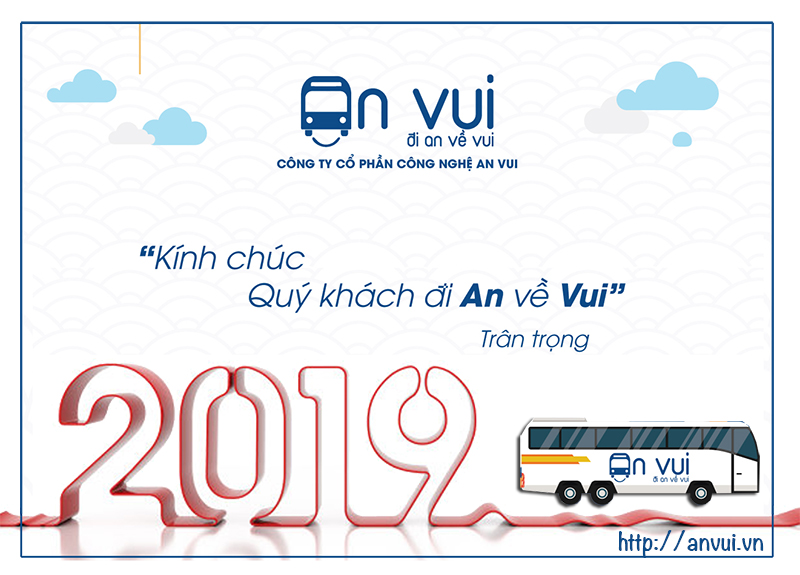 An vui
đi an về vui
CÔNG TY CỔ PHẦN CÔNG NGHỆ AN VUI
“Kính chúc
Quý khách đi An về Vui”
Trân trọng
2019
An vui
đi an về vui
http://anvui.vn